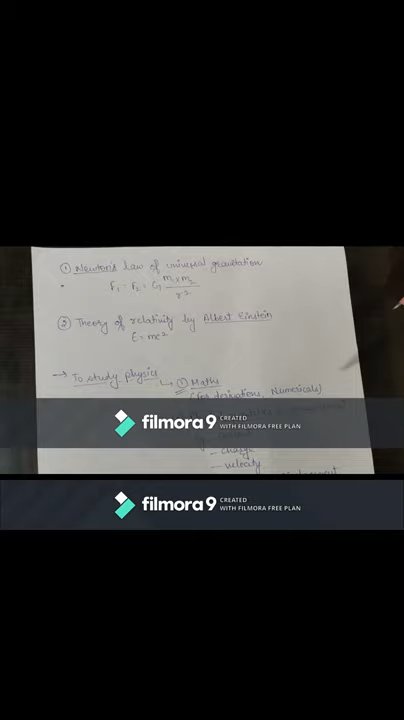 ① Newton's law of universal gravitation
F₁ = F₂ = G m₁ x m₂ / r²
② Theory of relativity by Albert Einstein
E = mc²
→ To study physics
↳ ① Maths
(For derivations, Numericals)
filmora 9 CREATED
WITH FILMORA FREE PLAN
- charge
- velocity
filmora 9 CREATED
WITH FILMORA FREE PLAN